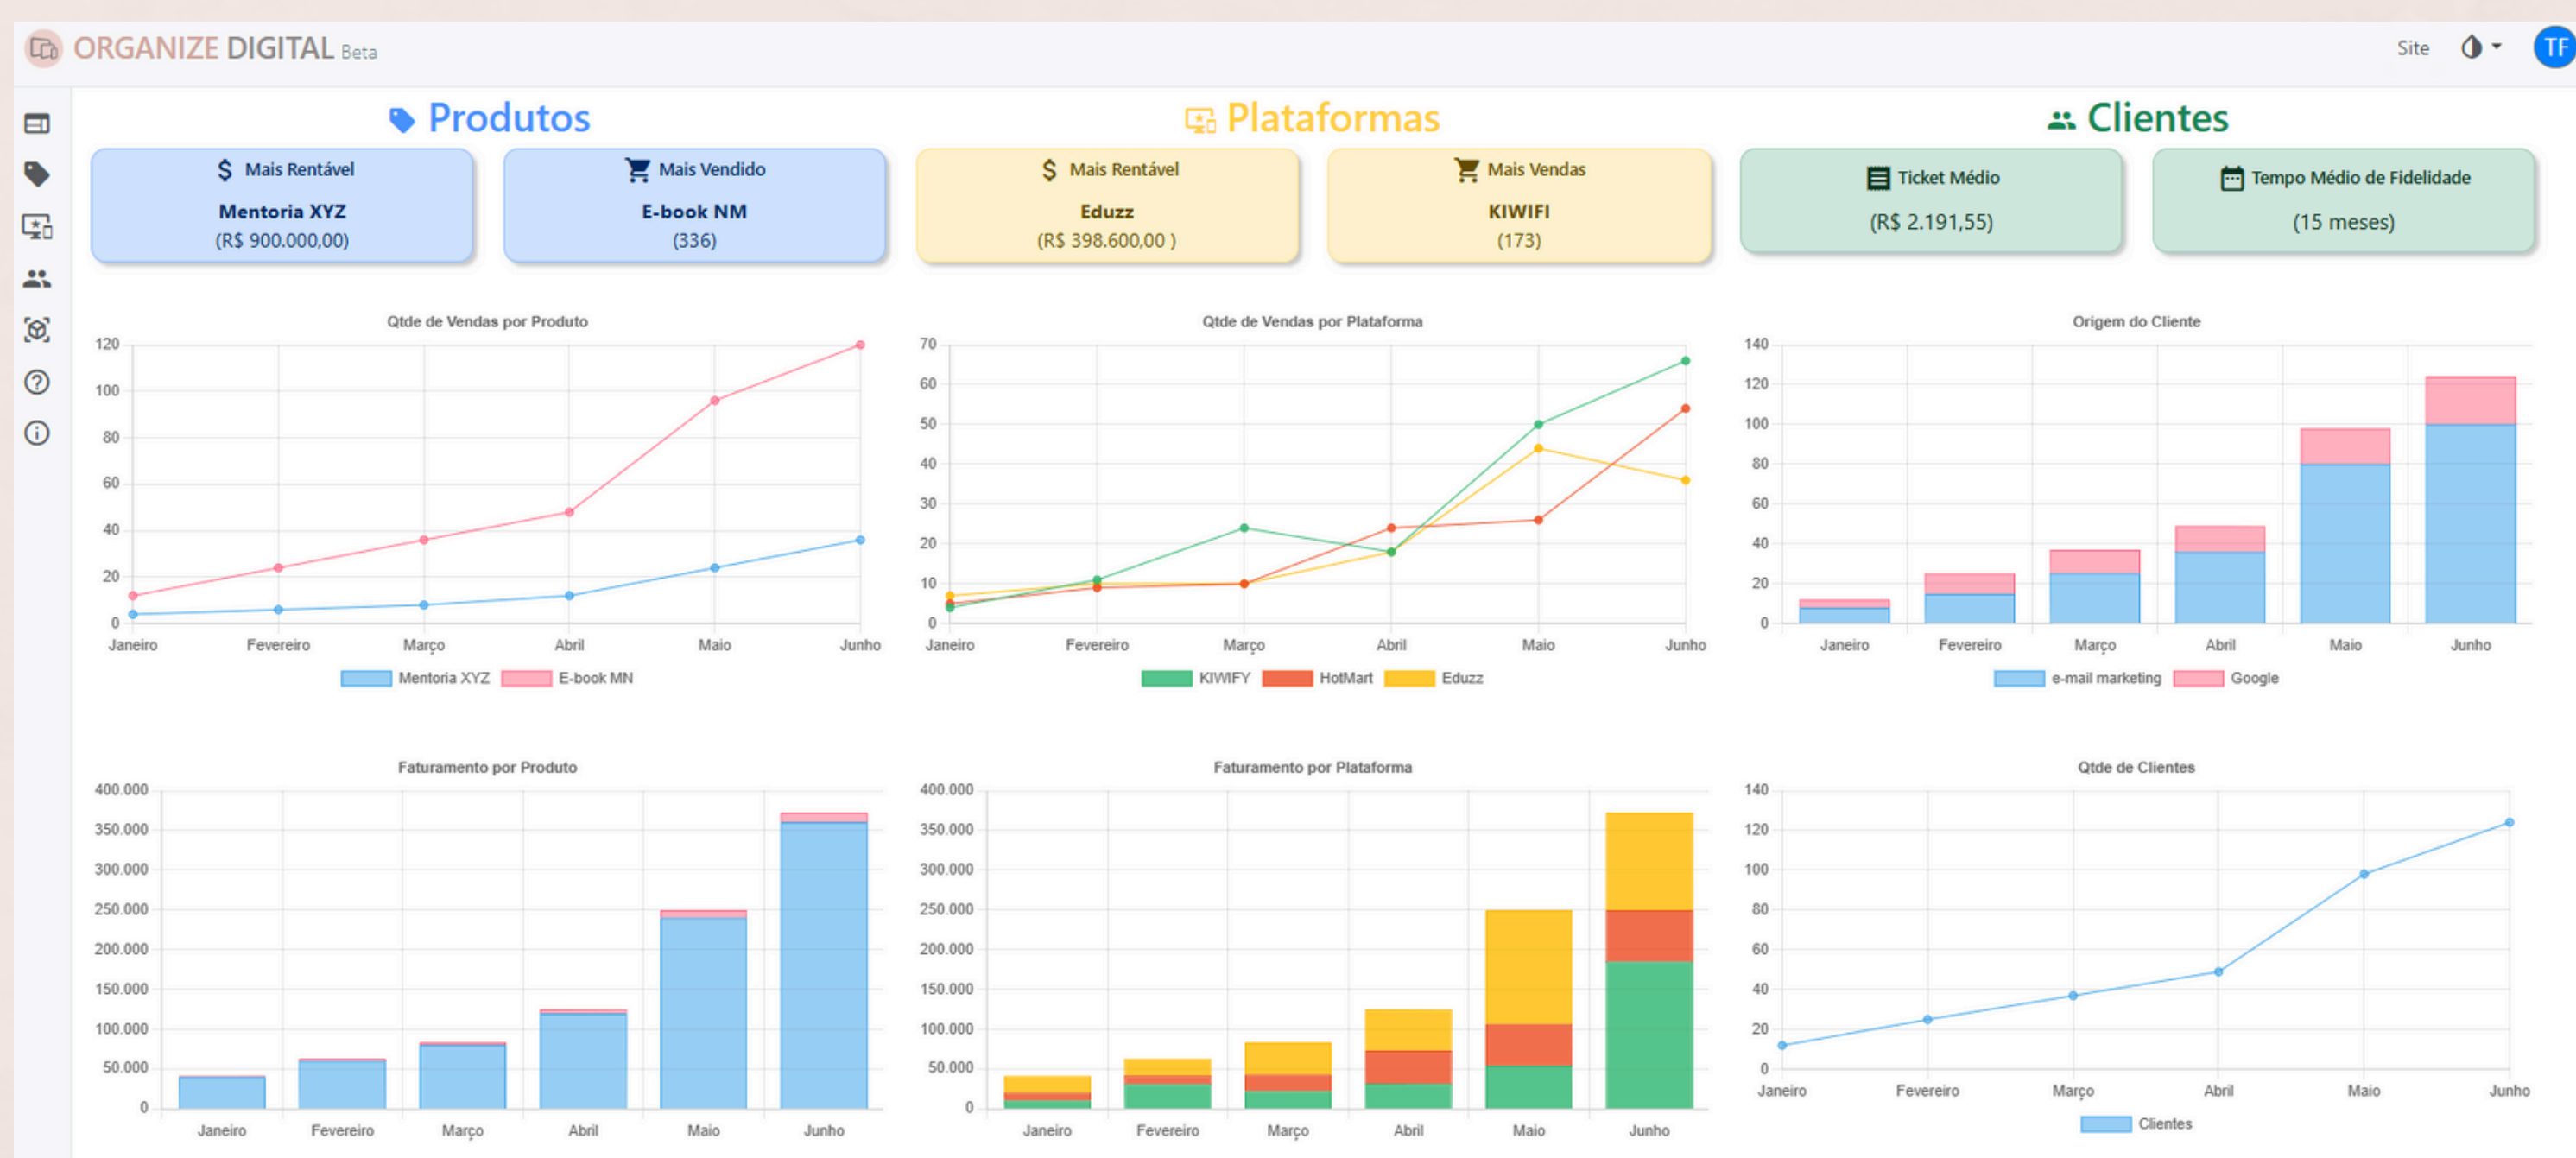 ORGANIZE DIGITAL Beta
Site
TF
Produtos
Mais Rentável
Mentoria XYZ
(R$ 900.000,00)
Mais Vendido
E-book NM
(336)
Plataformas
Mais Rentável
Eduzz
(R$ 398.600,00 )
Mais Vendas
KIWIFI
(173)
Clientes
Ticket Médio
(R$ 2.191,55)
Tempo Médio de Fidelidade
(15 meses)
Qtde de Vendas por Produto
120
100
80
60
40
20
0
Janeiro Fevereiro Março Abril Maio Junho
Mentoria XYZ E-book MN
Qtde de Vendas por Plataforma
70
60
50
40
30
20
10
0
Janeiro Fevereiro Março Abril Maio Junho
KIWIFY HotMart Eduzz
Origem do Cliente
140
120
100
80
60
40
20
0
Janeiro Fevereiro Março Abril Maio Junho
e-mail marketing Google
Faturamento por Produto
400.000
350.000
300.000
250.000
200.000
150.000
100.000
50.000
0
Janeiro Fevereiro Março Abril Maio Junho
Faturamento por Plataforma
400.000
350.000
300.000
250.000
200.000
150.000
100.000
50.000
0
Janeiro Fevereiro Março Abril Maio Junho
Qtde de Clientes
140
120
100
80
60
40
20
0
Janeiro Fevereiro Março Abril Maio Junho
Clientes